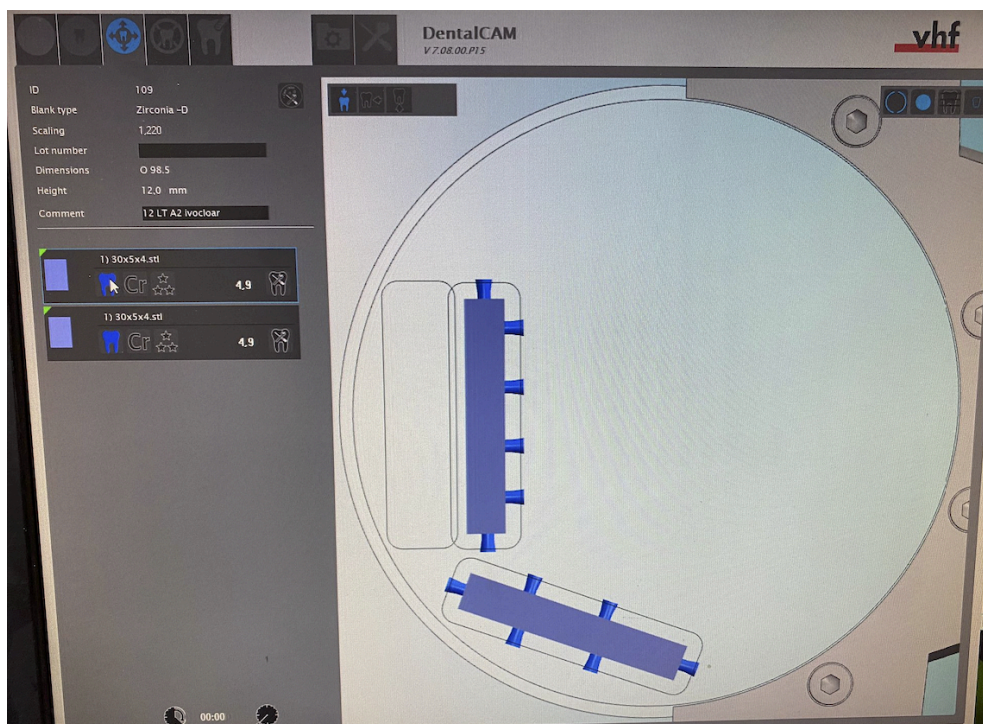 DentalCAM
V 7.08.00.P15
vhf
ID 109
Blank type Zirconia -D
Scaling 1,220
Lot number
Dimensions O 98.5
Height 12,0 mm
Comment 12 LT A2 ivocloar
1) 30x5x4.stl
Cr 4,9
1) 30x5x4.stl
Cr 4,9
00:00